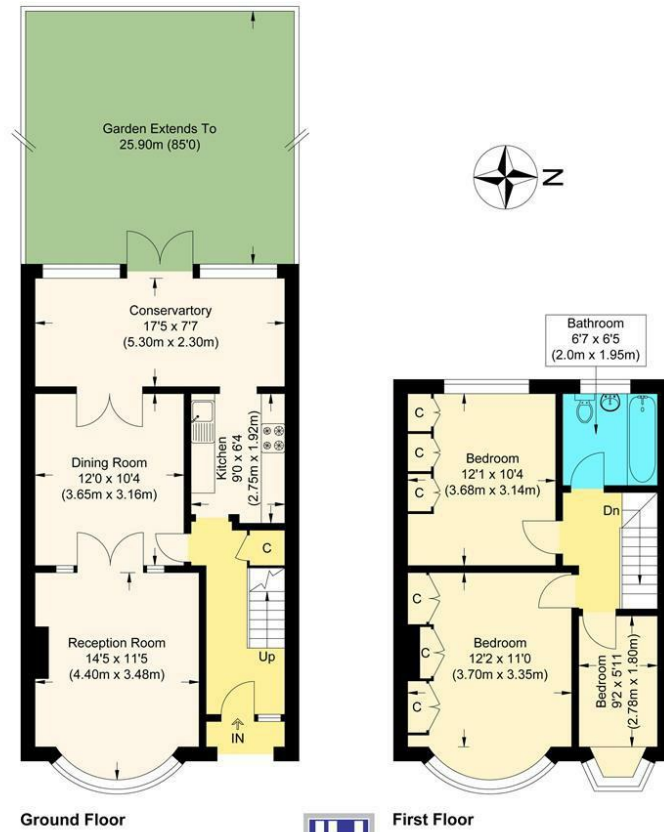 Garden Extends To
25.90m (85'0)
N
Conservartory
17'5 x 7'7
(5.30m x 2.30m)
Dining Room
12'0 x 10'4
(3.65m x 3.16m)
Kitchen
9'0 x 6'4
(2.75m x 1.92m)
C
Reception Room
14'5 x 11'5
(4.40m x 3.48m)
Up
IN
Ground Floor
Bathroom
6'7 x 6'5
(2.0m x 1.95m)
C
C
C
Bedroom
12'1 x 10'4
(3.68m x 3.14m)
Dn
C
C
C
Bedroom
12'2 x 11'0
(3.70m x 3.35m)
Bedroom
9'2 x 5'11
(2.78m x 1.80m)
First Floor